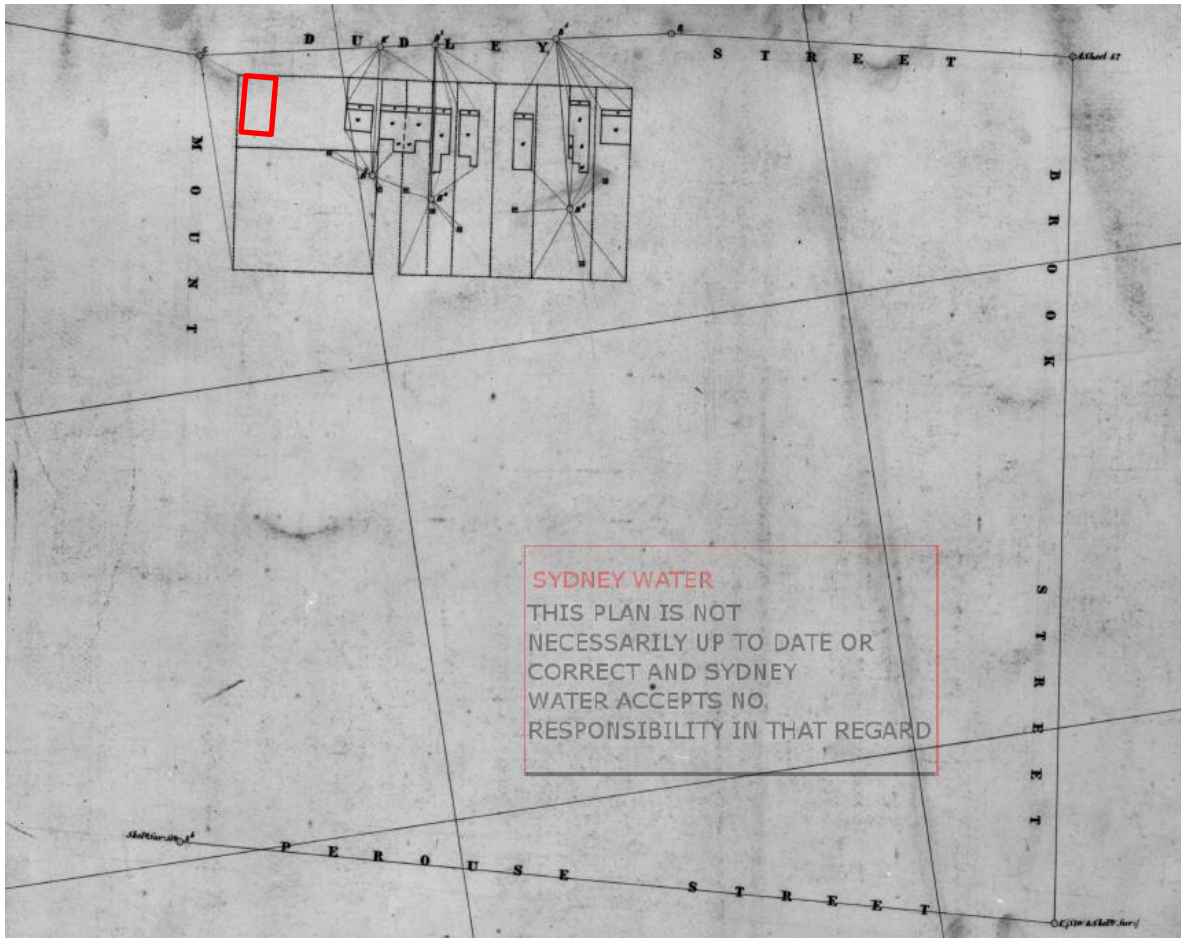 DUDLEY STREET
MOUNT
BROOK STREET
SYDNEY WATER
THIS PLAN IS NOT
NECESSARILY UP TO DATE OR
CORRECT AND SYDNEY
WATER ACCEPTS NO
RESPONSIBILITY IN THAT REGARD
PEROUSE STREET